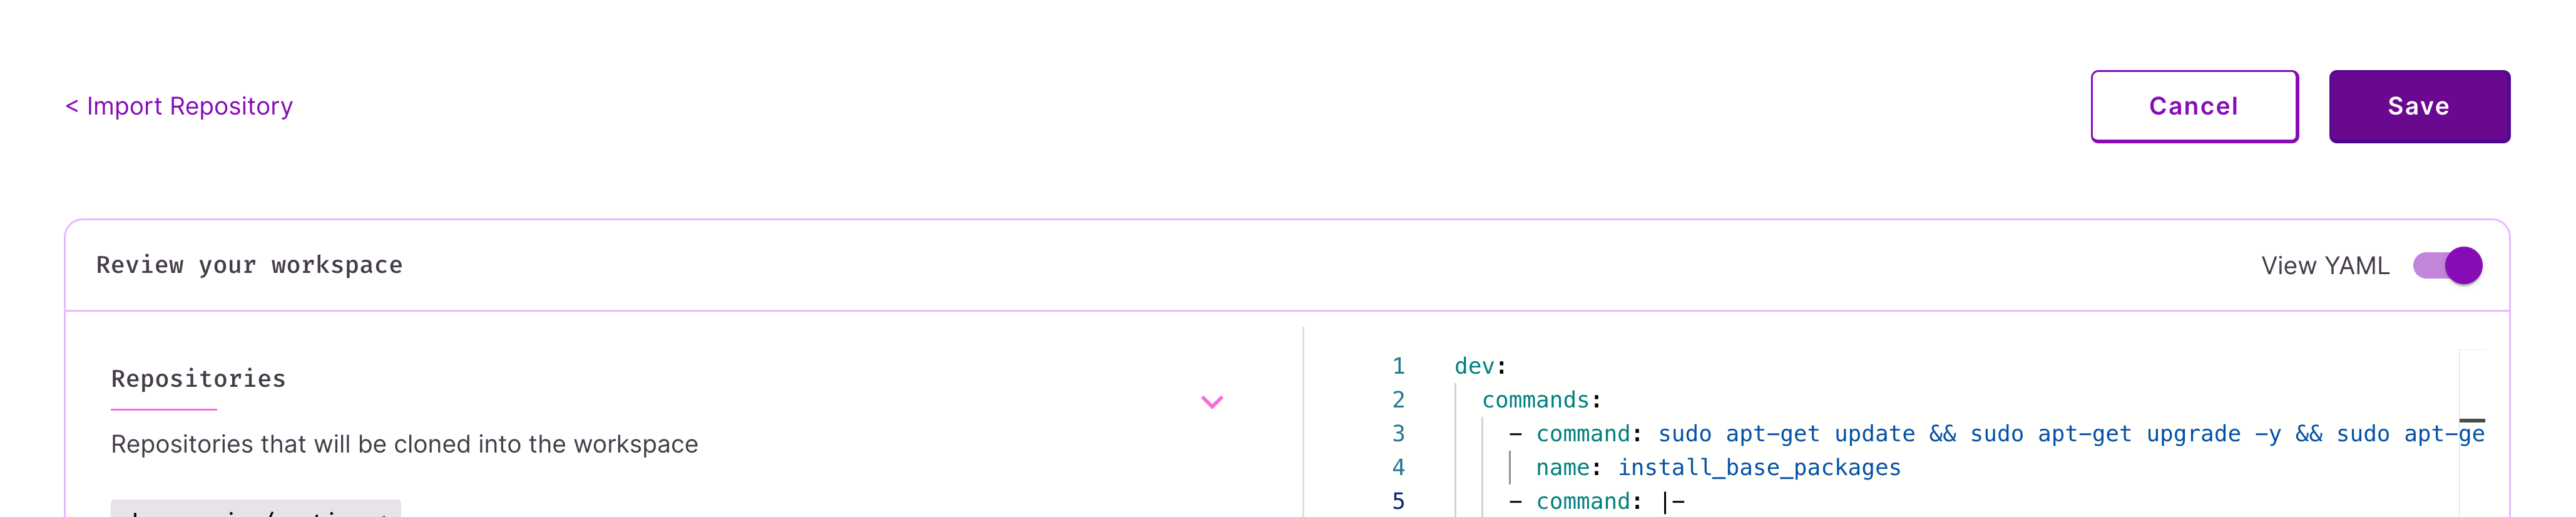 < Import Repository
Cancel
Save
Review your workspace
View YAML
Repositories
Repositories that will be cloned into the workspace
1 dev:
2 commands:
3 - command: sudo apt-get update && sudo apt-get upgrade -y && sudo apt-ge
4 name: install_base_packages
5 - command: |-